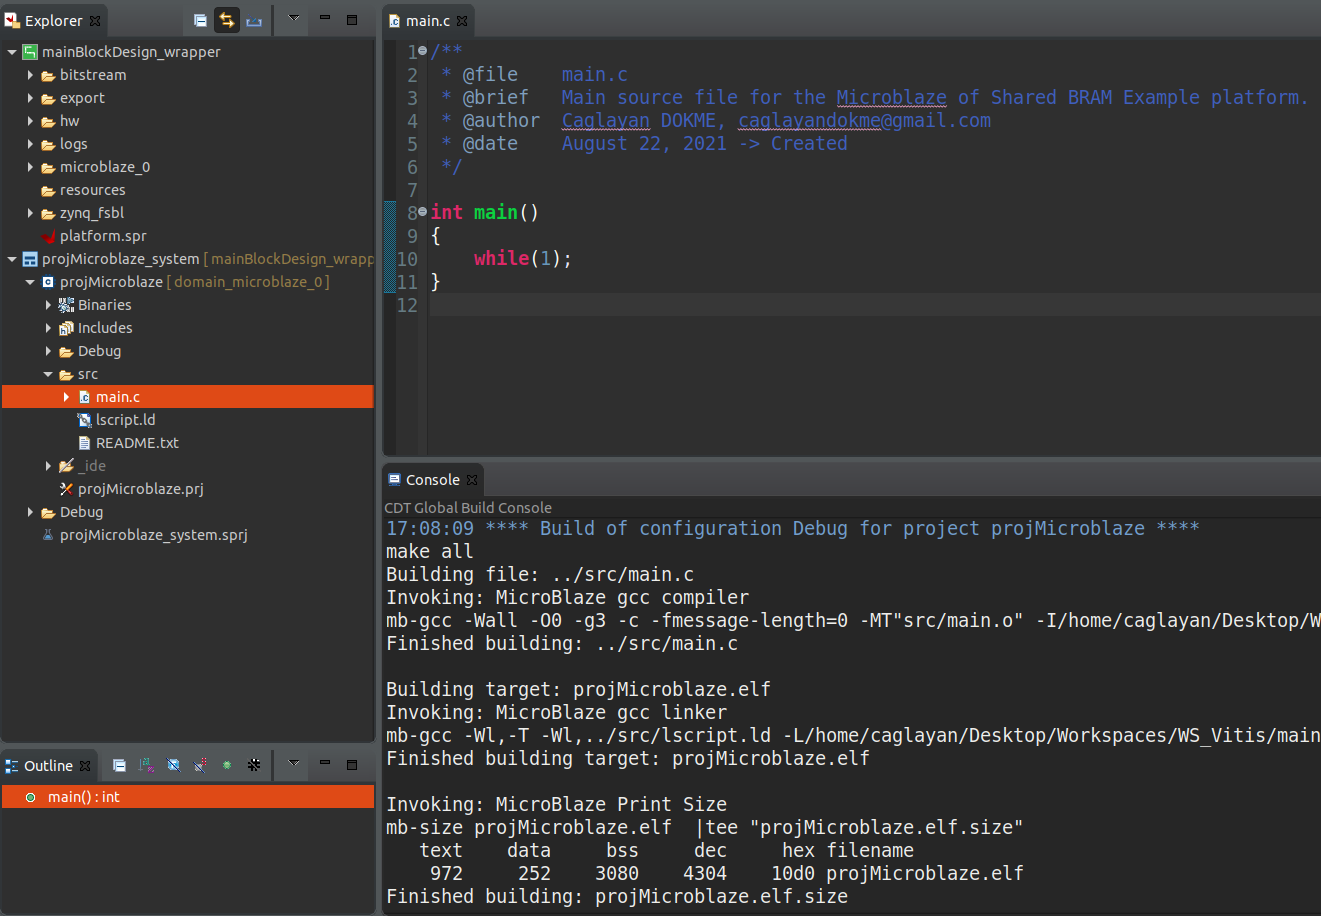 Explorer
mainBlockDesign_wrapper
bitstream
export
hw
logs
microblaze_0
resources
zynq_fsbl
platform.spr
projMicroblaze_system [ mainBlockDesign_wrapp
projMicroblaze [ domain_microblaze_0 ]
Binaries
Includes
Debug
src
main.c
lscript.ld
README.txt
_ide
projMicroblaze.prj
Debug
projMicroblaze_system.sprj
Outline
main() : int
main.c
1 /**
2  * @file    main.c
3  * @brief   Main source file for the Microblaze of Shared BRAM Example platform.
4  * @author  Caglayan DOKME, caglayandokme@gmail.com
5  * @date    August 22, 2021 -> Created
6  */
7
8 int main()
9 {
10     while(1);
11 }
12
Console
CDT Global Build Console
17:08:09 **** Build of configuration Debug for project projMicroblaze ****
make all
Building file: ../src/main.c
Invoking: MicroBlaze gcc compiler
mb-gcc -Wall -O0 -g3 -c -fmessage-length=0 -MT"src/main.o" -I/home/caglayan/Desktop/W
Finished building: ../src/main.c
Building target: projMicroblaze.elf
Invoking: MicroBlaze gcc linker
mb-gcc -Wl,-T -Wl,../src/lscript.ld -L/home/caglayan/Desktop/Workspaces/WS_Vitis/main
Finished building target: projMicroblaze.elf
Invoking: MicroBlaze Print Size
mb-size projMicroblaze.elf  |tee "projMicroblaze.elf.size"
text    data     bss     dec     hex filename
972     252    3080    4304    10d0 projMicroblaze.elf
Finished building: projMicroblaze.elf.size